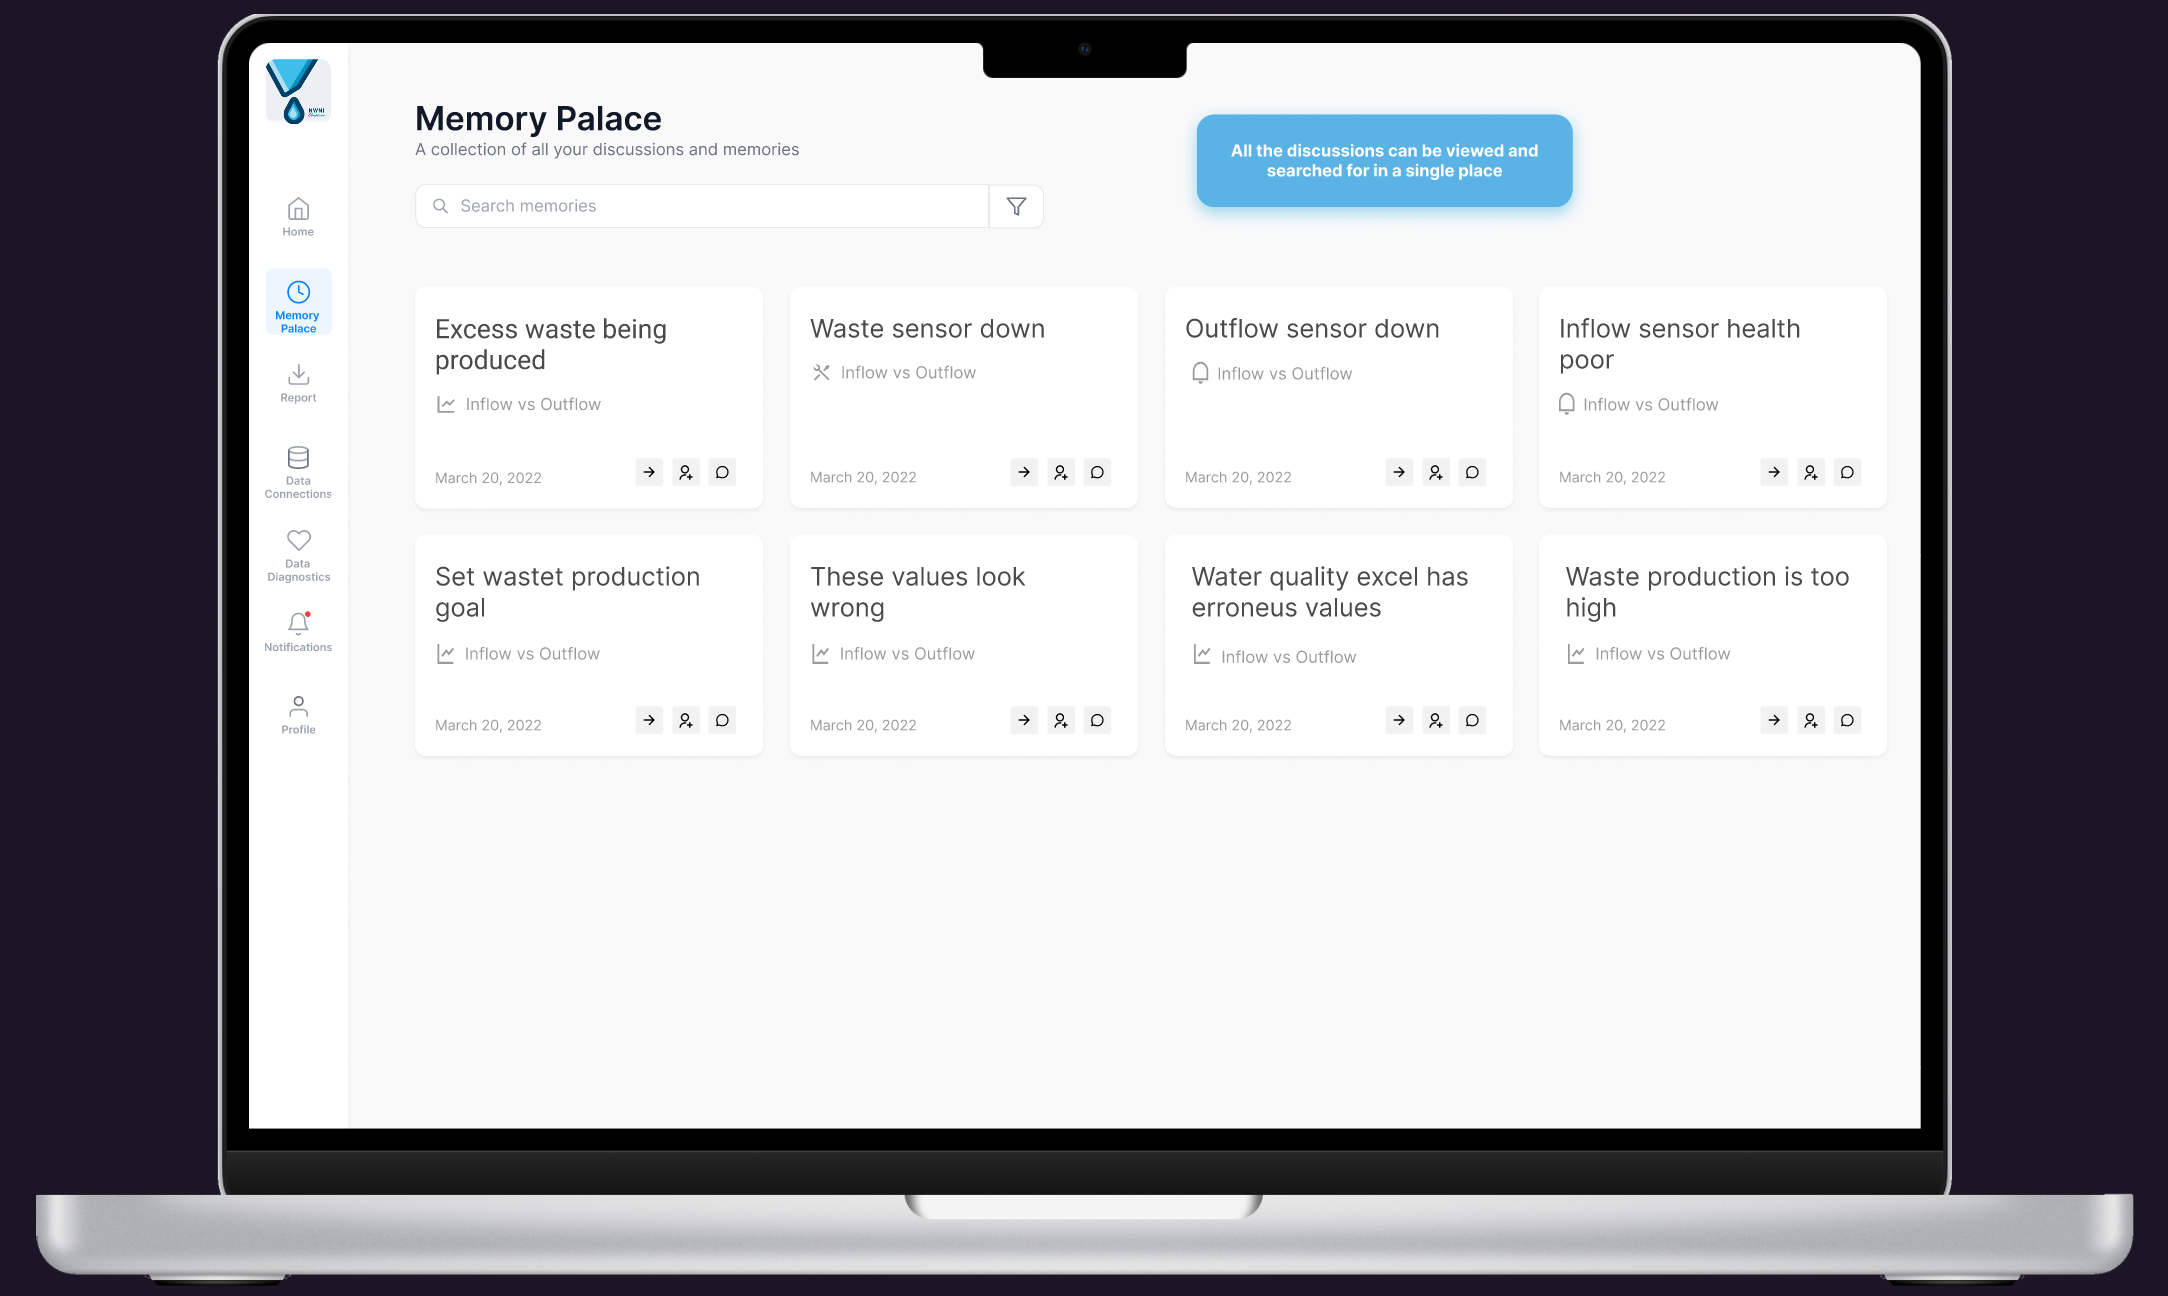 NWNI
Home
Memory
Palace
Report
Data
Connections
Data
Diagnostics
Notifications
Profile
Memory Palace
A collection of all your discussions and memories
Search memories
All the discussions can be viewed and
searched for in a single place
Excess waste being
produced
Inflow vs Outflow
March 20, 2022
Waste sensor down
Inflow vs Outflow
March 20, 2022
Outflow sensor down
Inflow vs Outflow
March 20, 2022
Inflow sensor health
poor
Inflow vs Outflow
March 20, 2022
Set wastet production
goal
Inflow vs Outflow
March 20, 2022
These values look
wrong
Inflow vs Outflow
March 20, 2022
Water quality excel has
erroneus values
Inflow vs Outflow
March 20, 2022
Waste production is too
high
Inflow vs Outflow
March 20, 2022